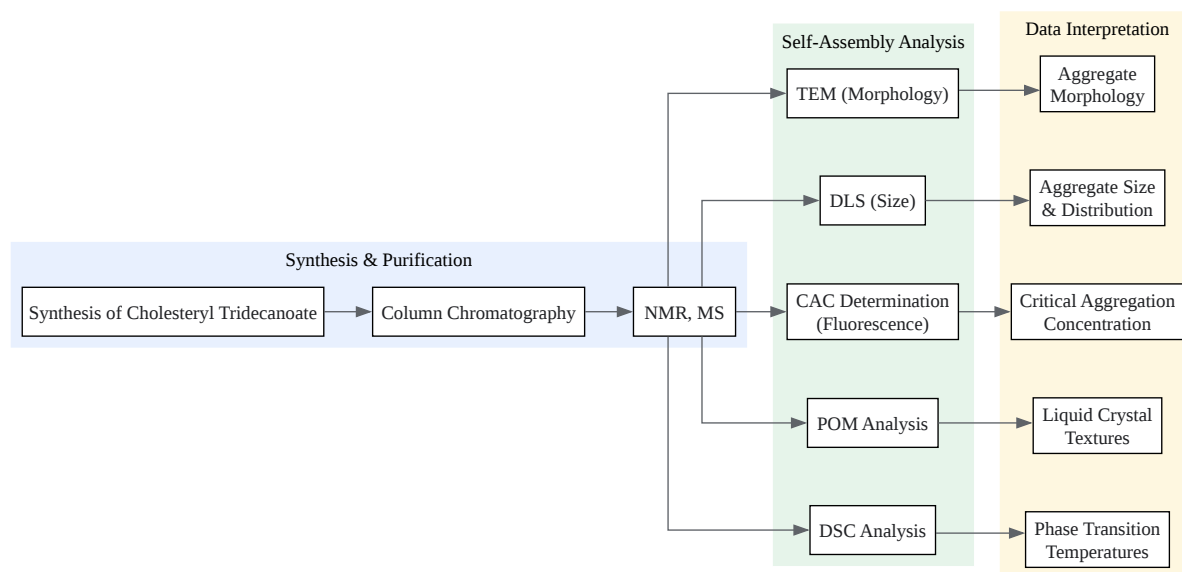 Synthesis & Purification
Synthesis of Cholesteryl Tridecanoate
Column Chromatography
NMR, MS
Self-Assembly Analysis
TEM (Morphology)
DLS (Size)
CAC Determination
(Fluorescence)
POM Analysis
DSC Analysis
Data Interpretation
Aggregate
Morphology
Aggregate Size
& Distribution
Critical Aggregation
Concentration
Liquid Crystal
Textures
Phase Transition
Temperatures